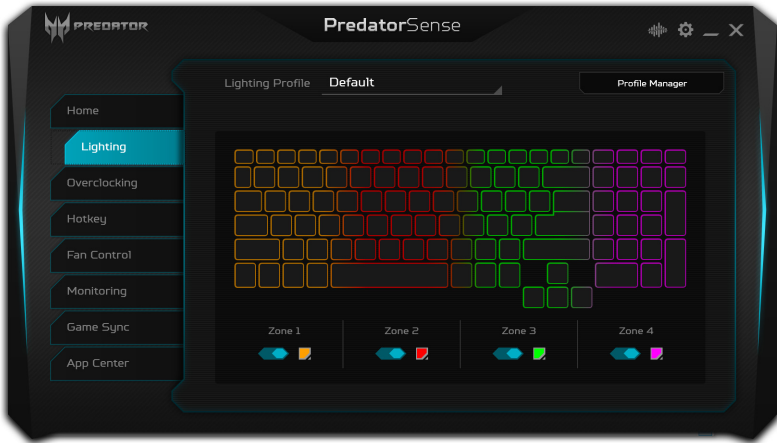 PREDATOR
PredatorSense
Lighting Profile Default
Profile Manager
Home
Lighting
Overclocking
Hotkey
Fan Control
Monitoring
Game Sync
App Center
Zone 1 Zone 2 Zone 3 Zone 4